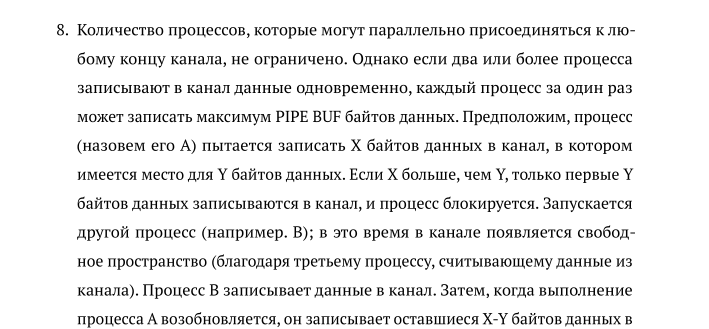 8. Количество процессов, которые могут параллельно присоединяться к лю-
бому концу канала, не ограничено. Однако если два или более процесса
записывают в канал данные одновременно, каждый процесс за один раз
может записать максимум PIPE BUF байтов данных. Предположим, процесс
(назовем его A) пытается записать X байтов данных в канал, в котором
имеется место для Y байтов данных. Если X больше, чем Y, только первые Y
байтов данных записываются в канал, и процесс блокируется. Запускается
другой процесс (например. B); в это время в канале появляется свобод-
ное пространство (благодаря третьему процессу, считывающему данные из
канала). Процесс B записывает данные в канал. Затем, когда выполнение
процесса A возобновляется, он записывает оставшиеся X-Y байтов данных в